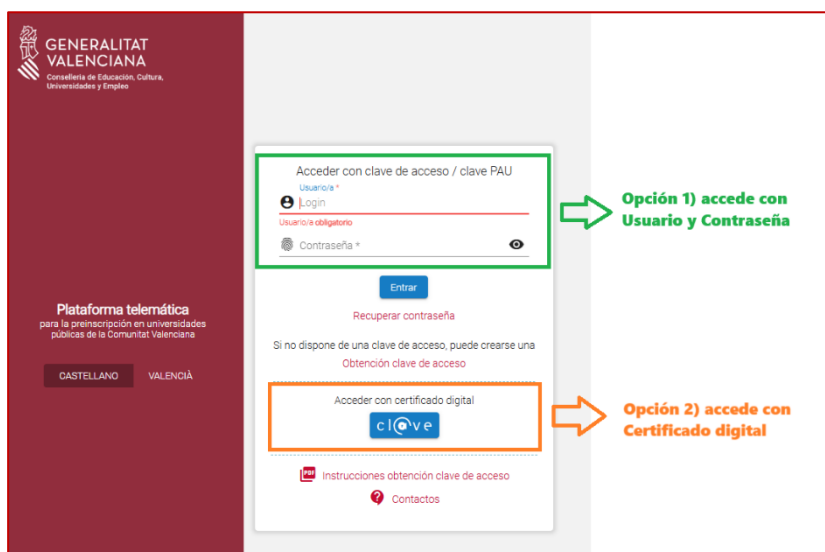 GENERALITAT
VALENCIANA
Conselleria de Educación, Cultura,
Universidades y Empleo
Plataforma telemática
para la preinscripción en universidades
públicas de la Comunitat Valenciana
CASTELLANO VALENCIÀ
Acceder con clave de acceso / clave PAU
Usuario/a *
Login
Usuario/a obligatorio
Contraseña *
Entrar
Recuperar contraseña
Si no dispone de una clave de acceso, puede crearse una
Obtención clave de acceso
Acceder con certificado digital
cl@ve
PDF Instrucciones obtención clave de acceso
Contactos
Opción 1) accede con
Usuario y Contraseña
Opción 2) accede con
Certificado digital